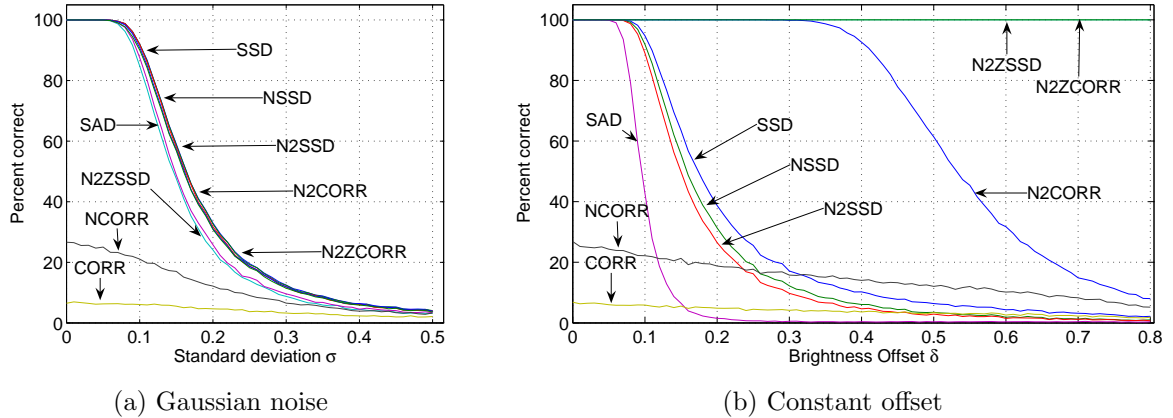 100
80
60
40
20
0
Percent correct
SSD
NSSD
SAD
N2SSD
N2ZSSD
N2CORR
NCORR
N2ZCORR
CORR
0 0.1 0.2 0.3 0.4 0.5
Standard deviation σ
(a) Gaussian noise
100
80
60
40
20
0
Percent correct
N2ZSSD
N2ZCORR
SAD
SSD
NSSD
N2CORR
NCORR
N2SSD
CORR
0 0.1 0.2 0.3 0.4 0.5 0.6 0.7 0.8
Brightness Offset δ
(b) Constant offset